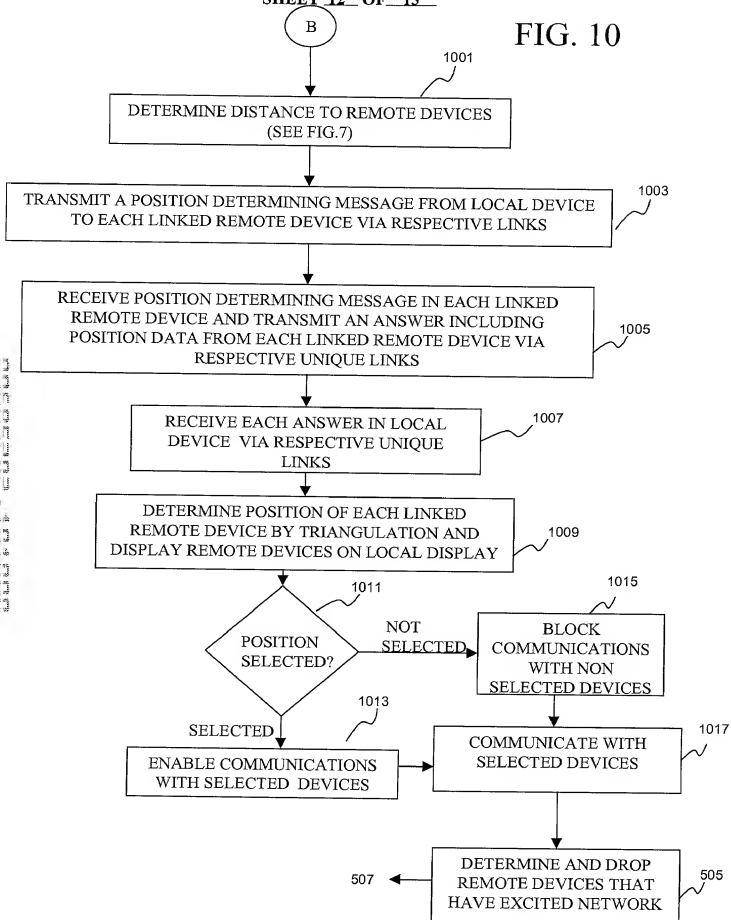 SHEET 12 OF 13
B
FIG. 10
1001
DETERMINE DISTANCE TO REMOTE DEVICES
(SEE FIG.7)
1003
TRANSMIT A POSITION DETERMINING MESSAGE FROM LOCAL DEVICE
TO EACH LINKED REMOTE DEVICE VIA RESPECTIVE LINKS
RECEIVE POSITION DETERMINING MESSAGE IN EACH LINKED
REMOTE DEVICE AND TRANSMIT AN ANSWER INCLUDING
POSITION DATA FROM EACH LINKED REMOTE DEVICE VIA
RESPECTIVE UNIQUE LINKS
1005
RECEIVE EACH ANSWER IN LOCAL
DEVICE VIA RESPECTIVE UNIQUE
LINKS
1007
DETERMINE POSITION OF EACH LINKED
REMOTE DEVICE BY TRIANGULATION AND
DISPLAY REMOTE DEVICES ON LOCAL DISPLAY
1009
1011
POSITION
SELECTED?
NOT
SELECTED
1015
BLOCK
COMMUNICATIONS
WITH NON
SELECTED DEVICES
SELECTED
1013
ENABLE COMMUNICATIONS
WITH SELECTED DEVICES
COMMUNICATE WITH
SELECTED DEVICES
1017
507
DETERMINE AND DROP
REMOTE DEVICES THAT
HAVE EXCITED NETWORK
505